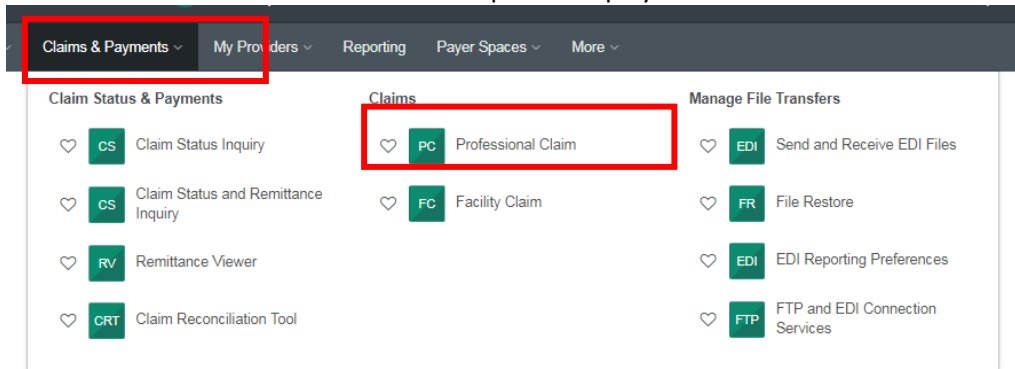 Claims & Payments My Providers Reporting Payer Spaces More
Claim Status & Payments
CS Claim Status Inquiry
CS Claim Status and Remittance
Inquiry
RV Remittance Viewer
CRT Claim Reconciliation Tool
Claims
PC Professional Claim
FC Facility Claim
Manage File Transfers
EDI Send and Receive EDI Files
FR File Restore
EDI EDI Reporting Preferences
FTP FTP and EDI Connection
Services